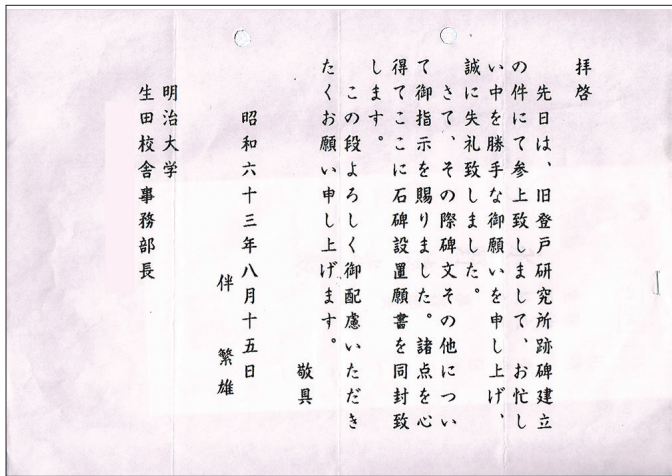 拝啓
先日は、旧登戸研究所跡碑建立
の件にて参上致しまして、お忙し
い中を勝手な御願いを申し上げ、
誠に失礼致しました。
さて、その際碑文その他につい
て御指示を賜りました。諸点を心
得てここに石碑設置願書を同封致
します。
この段よろしく御配慮いただき
たくお願い申し上げます。
敬具
昭和六十三年八月十五日
伴 繁雄
明治大学
生田校舎事務部長